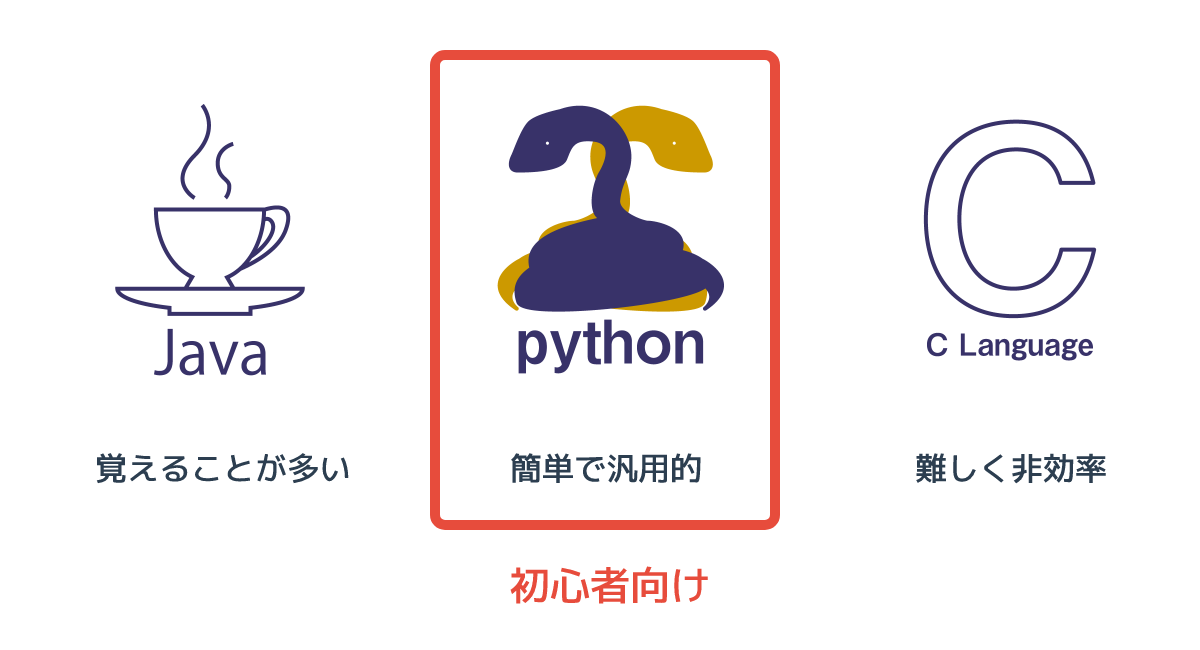 Java
python
C Language
覚えることが多い
簡単で汎用的
難しく非効率
初心者向け